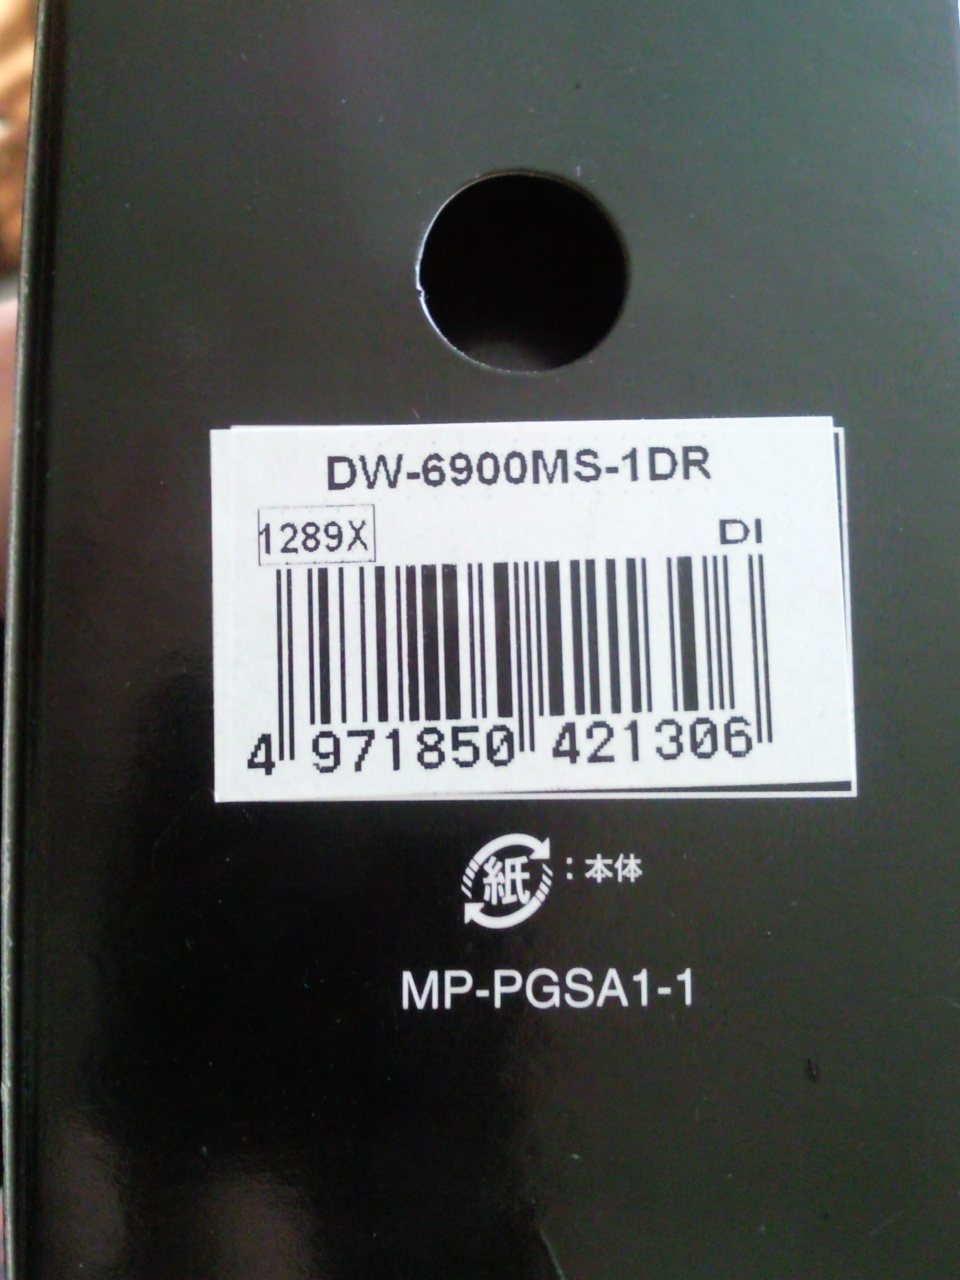 DW-6900MS-1DR
1289X
DI
4 971850 421306
紙 : 本体
MP-PGSA1-1